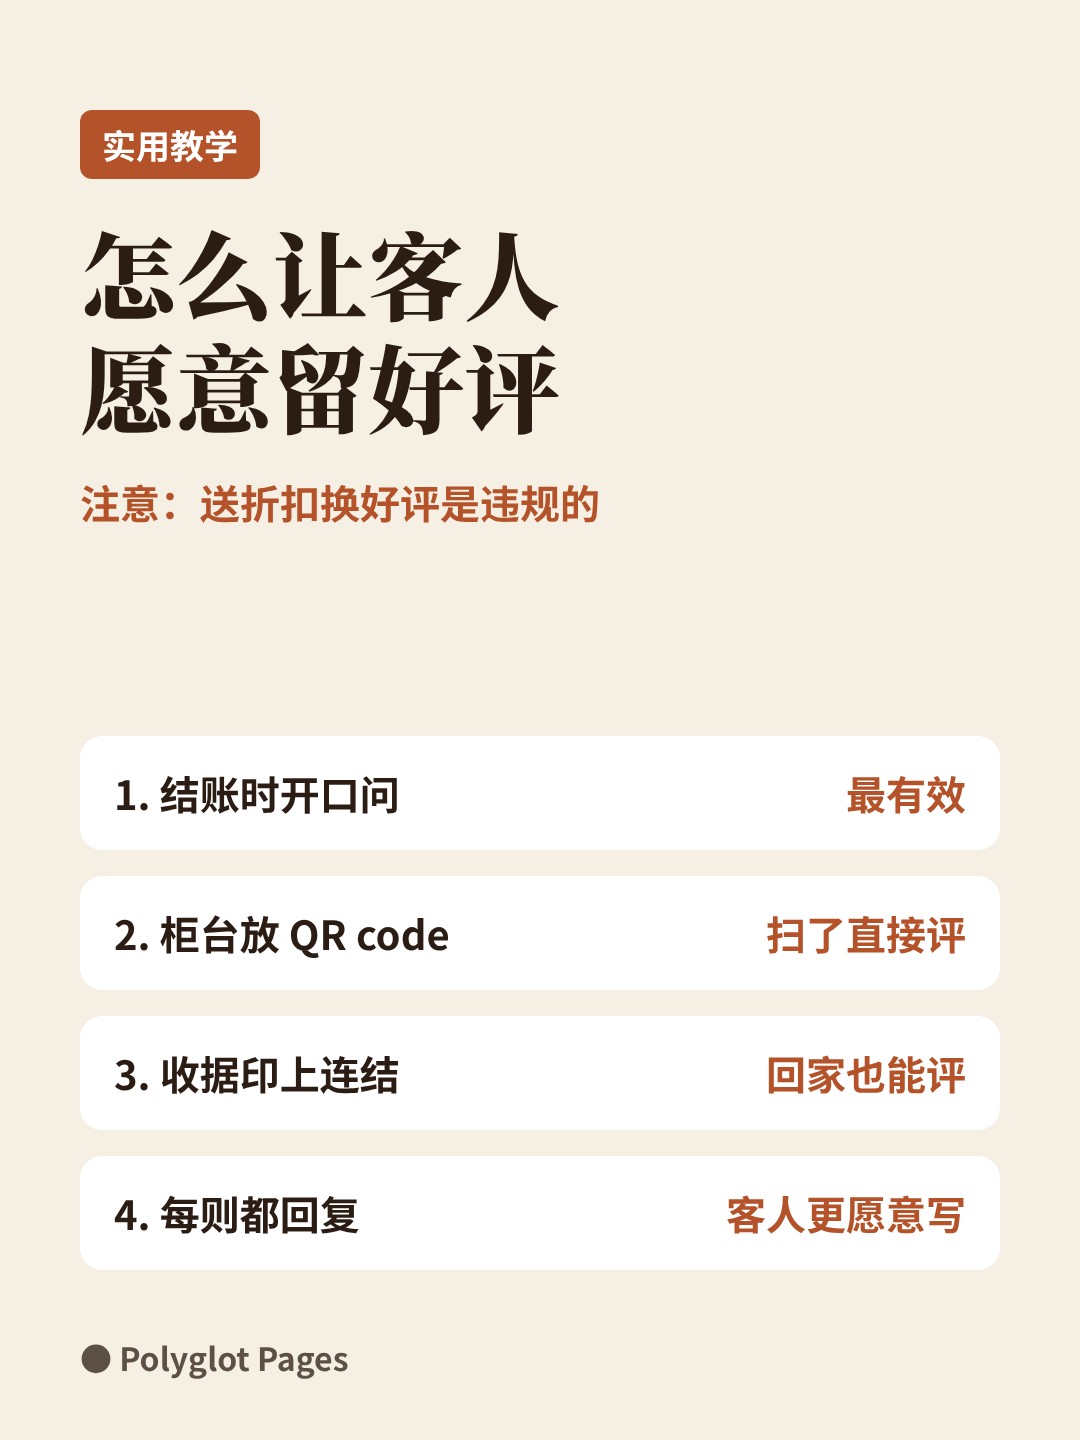 实用教学
怎么让客人
愿意留好评
注意：送折扣换好评是违规的
1. 结账时开口问 最有效
2. 柜台放 QR code 扫了直接评
3. 收据印上连结 回家也能评
4. 每则都回复 客人更愿意写
Polyglot Pages